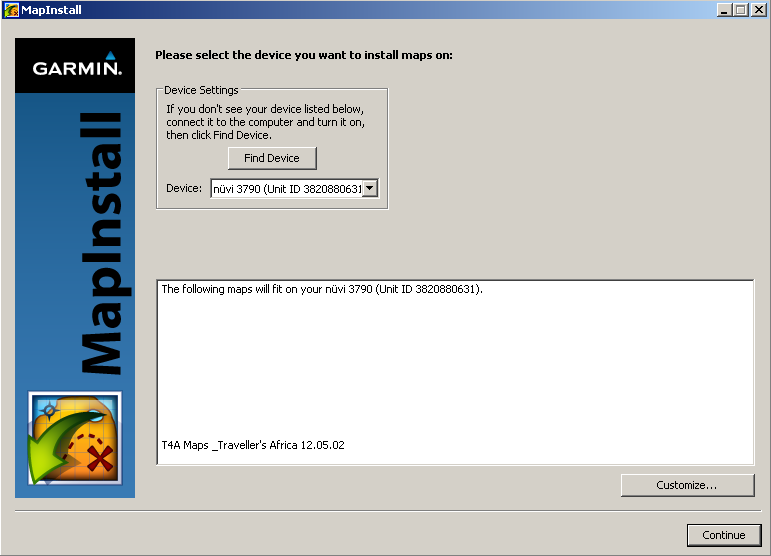 MapInstall
GARMIN.
MapInstall
Please select the device you want to install maps on:
Device Settings
If you don't see your device listed below,
connect it to the computer and turn it on,
then click Find Device.
Find Device
Device: nüvi 3790 (Unit ID 3820880631
The following maps will fit on your nüvi 3790 (Unit ID 3820880631).
T4A Maps _Traveller's Africa 12.05.02
Customize...
Continue